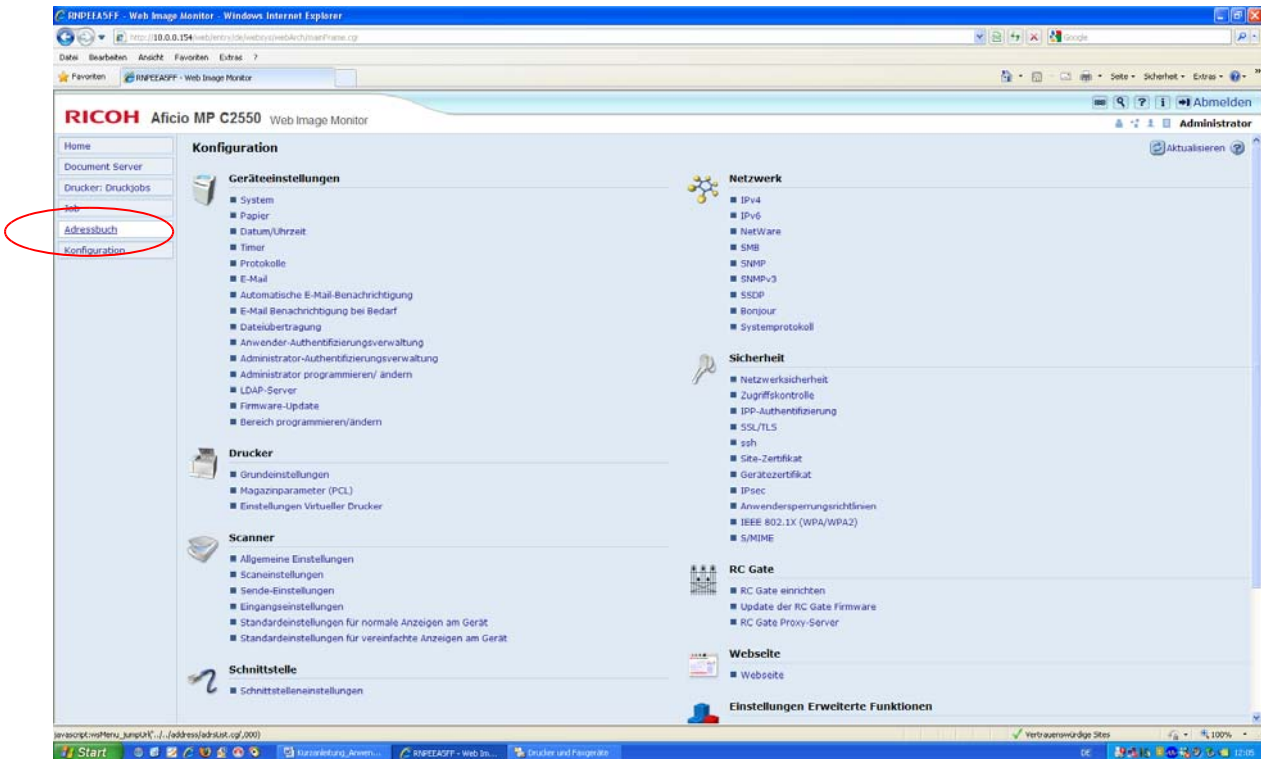 RNPEEA5FF - Web Image Monitor - Windows Internet Explorer
http://10.0.0.154/web/entry/de/websys/webArch/mainFrame.cgi
Google
Datei Bearbeiten Ansicht Favoriten Extras ?
Favoriten RNPEEA5FF - Web Image Monitor
Seite Sicherheit Extras
Abmelden
RICOH Aficio MP C2550 Web Image Monitor
Administrator
Home
Document Server
Drucker: Druckjobs
Job
Adressbuch
Konfiguration
Konfiguration
Aktualisieren
Geräteeinstellungen
System
Papier
Datum/Uhrzeit
Timer
Protokolle
E-Mail
Automatische E-Mail-Benachrichtigung
E-Mail Benachrichtigung bei Bedarf
Dateiübertragung
Anwender-Authentifizierungsverwaltung
Administrator-Authentifizierungsverwaltung
Administrator programmieren/ ändern
LDAP-Server
Firmware-Update
Bereich programmieren/ändern
Drucker
Grundeinstellungen
Magazinparameter (PCL)
Einstellungen Virtueller Drucker
Scanner
Allgemeine Einstellungen
Scaneinstellungen
Sende-Einstellungen
Eingangseinstellungen
Standardeinstellungen für normale Anzeigen am Gerät
Standardeinstellungen für vereinfachte Anzeigen am Gerät
Schnittstelle
Schnittstelleneinstellungen
Netzwerk
IPv4
IPv6
NetWare
SMB
SNMP
SNMPv3
SSDP
Bonjour
Systemprotokoll
Sicherheit
Netzwerksicherheit
Zugriffskontrolle
IPP-Authentifizierung
SSL/TLS
ssh
Site-Zertifikat
Gerätezertifikat
IPsec
Anwendersperrungsrichtlinien
IEEE 802.1X (WPA/WPA2)
S/MIME
RC Gate
RC Gate einrichten
Update der RC Gate Firmware
RC Gate Proxy-Server
Webseite
Webseite
Einstellungen Erweiterte Funktionen
javascript:wsMenu_jumpUrl('../../address/adrsList.cgi',000)
Vertrauenswürdige Sites
100%
Start
Kurzanleitung_Anwen...
RNPEEA5FF - Web Im...
Drucker und Faxgeräte
DE
12:05